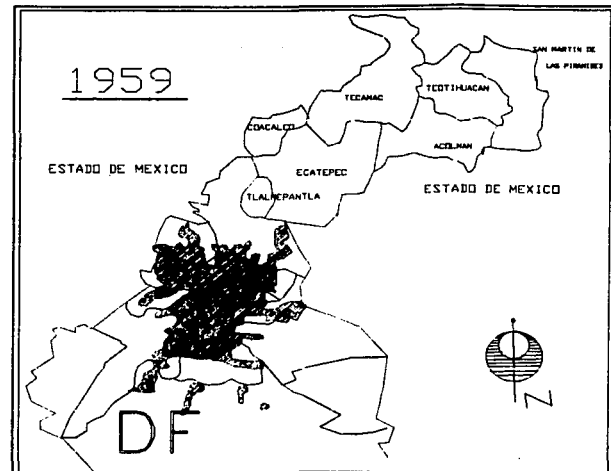 1959
SAN MARTIN DE
LAS PIRAMIDES
TECAMAC
TEOTIHUACAN
COACALCO
ACOLMAN
ESTADO DE MEXICO
ECATEPEC
TLALNEPANTLA
ESTADO DE MEXICO
DF
N